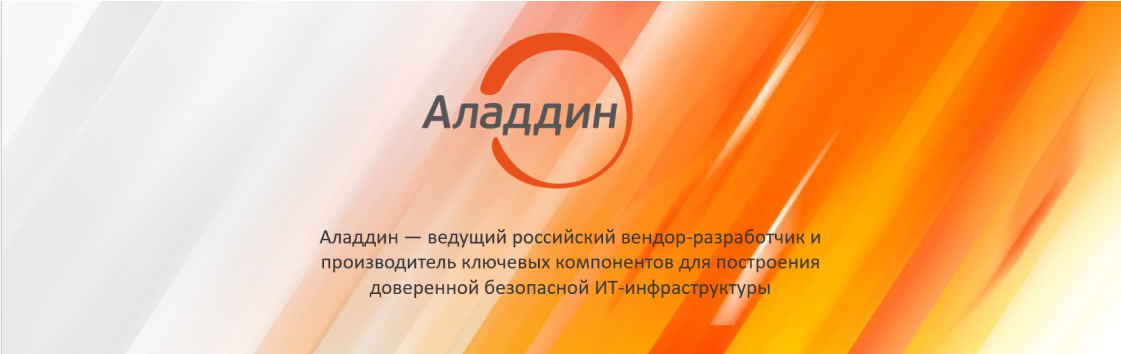 Аладдин
Аладдин — ведущий российский вендор-разработчик и
производитель ключевых компонентов для построения
доверенной безопасной ИТ-инфраструктуры